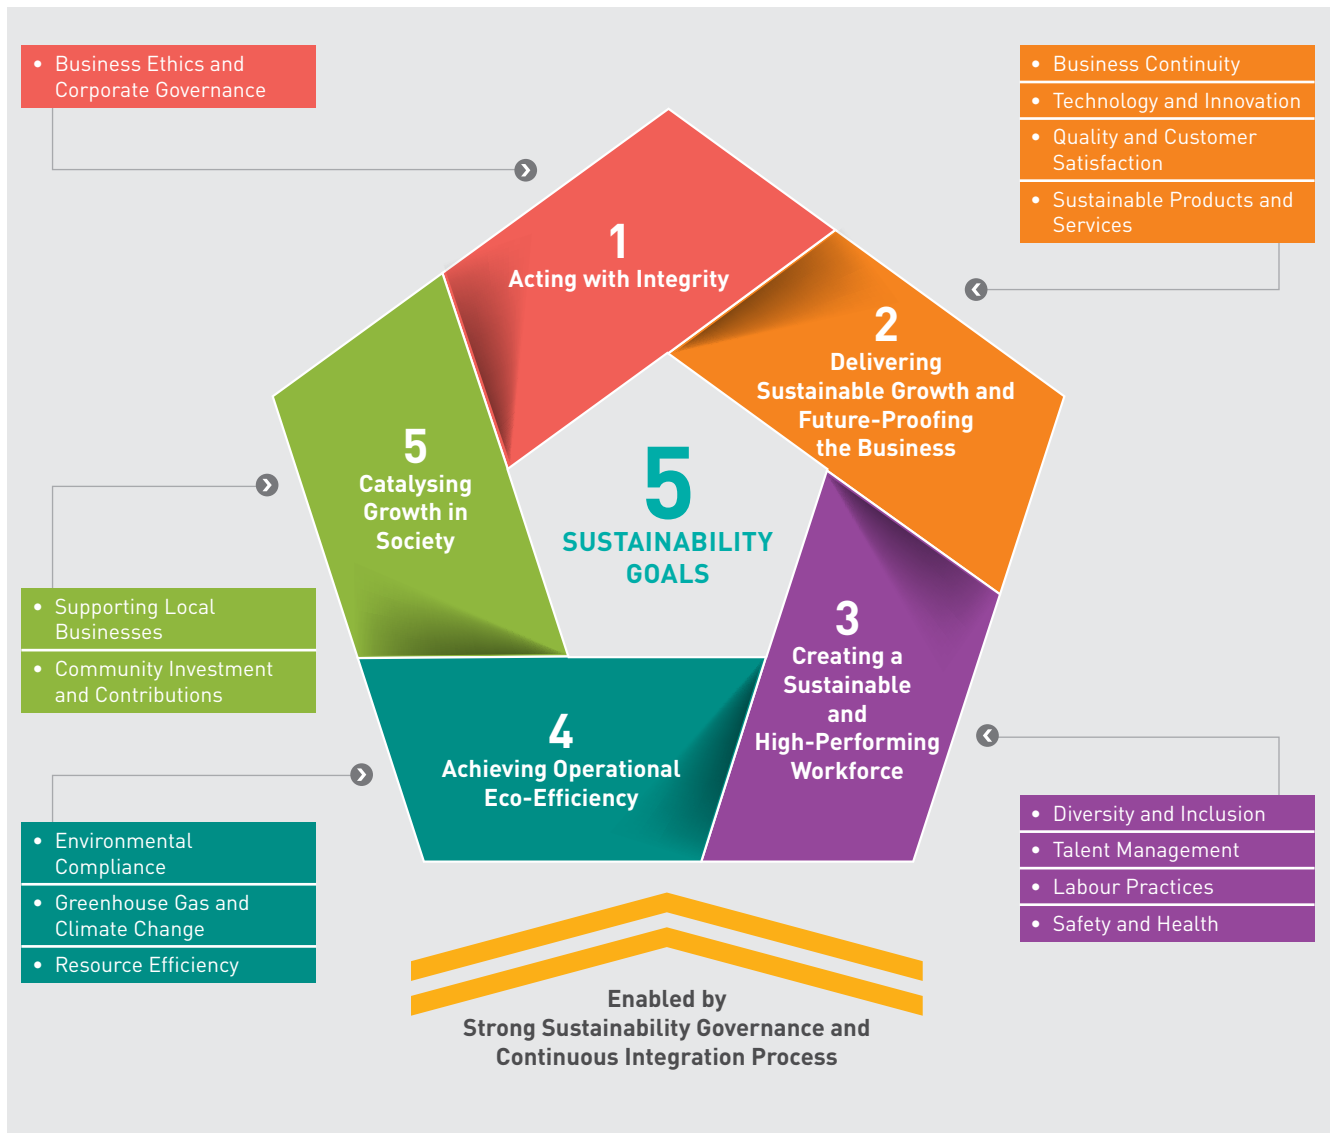 • Business Ethics and
Corporate Governance
• Business Continuity
• Technology and Innovation
• Quality and Customer
Satisfaction
• Sustainable Products and
Services
1
Acting with Integrity
2
Delivering
Sustainable Growth and
Future-Proofing
the Business
5
Catalysing
Growth in
Society
5
SUSTAINABILITY
GOALS
3
Creating a
Sustainable
and
High-Performing
Workforce
4
Achieving Operational
Eco-Efficiency
• Supporting Local
Businesses
• Community Investment
and Contributions
• Environmental
Compliance
• Greenhouse Gas and
Climate Change
• Resource Efficiency
• Diversity and Inclusion
• Talent Management
• Labour Practices
• Safety and Health
Enabled by
Strong Sustainability Governance and
Continuous Integration Process